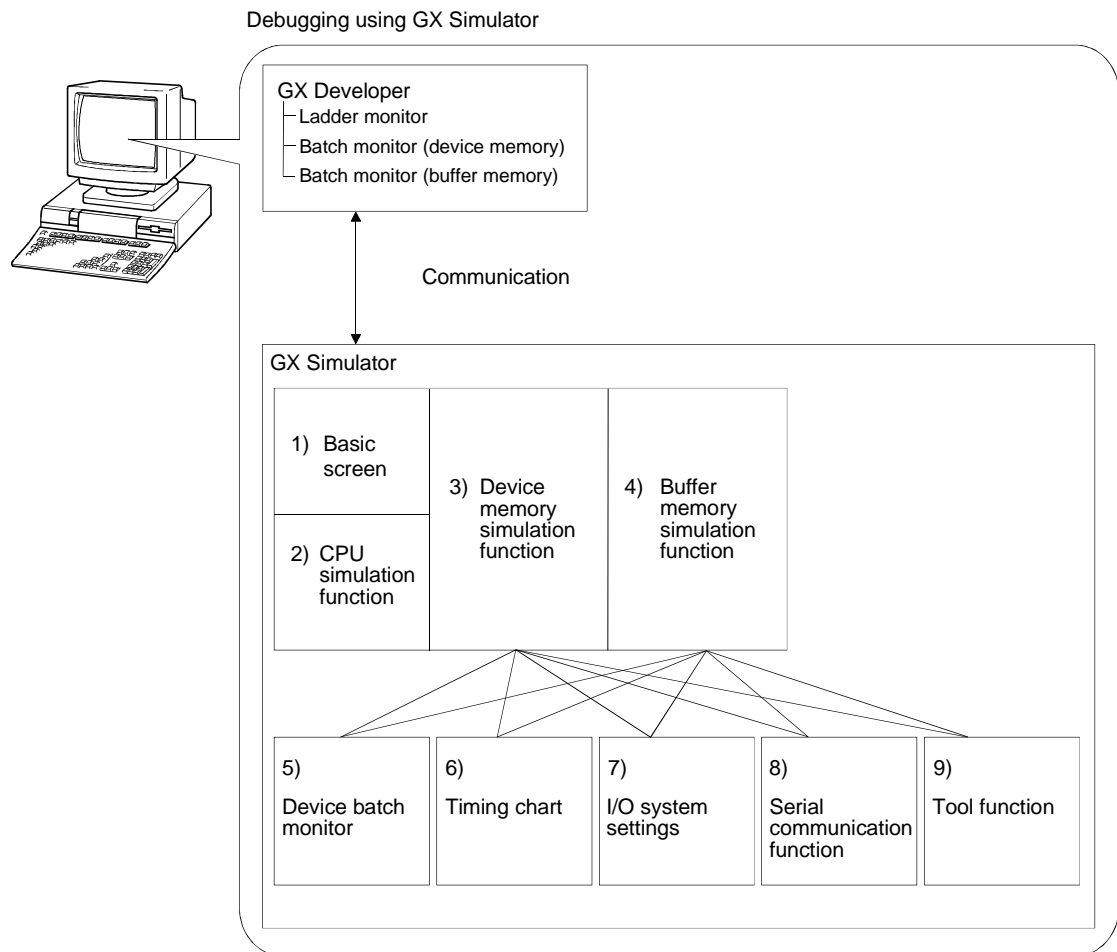 Debugging using GX Simulator
GX Developer
Ladder monitor
Batch monitor (device memory)
Batch monitor (buffer memory)
Communication
GX Simulator
1) Basic
screen
2) CPU
simulation
function
3) Device
memory
simulation
function
4) Buffer
memory
simulation
function
5)
Device batch
monitor
6)
Timing chart
7)
I/O system
settings
8)
Serial
communication
function
9)
Tool function